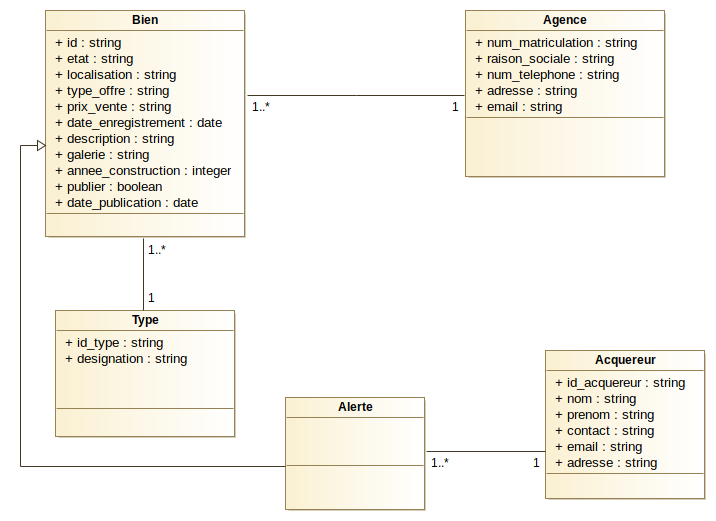 Bien
+ id : string
+ etat : string
+ localisation : string
+ type_offre : string
+ prix_vente : string
+ date_enregistrement : date
+ description : string
+ galerie : string
+ annee_construction : integer
+ publier : boolean
+ date_publication : date
Agence
+ num_matriculation : string
+ raison_sociale : string
+ num_telephone : string
+ adresse : string
+ email : string
1..*
1
1..*
1
Type
+ id_type : string
+ designation : string
Alerte
1..*
1
Acquereur
+ id_acquereur : string
+ nom : string
+ prenom : string
+ contact : string
+ email : string
+ adresse : string